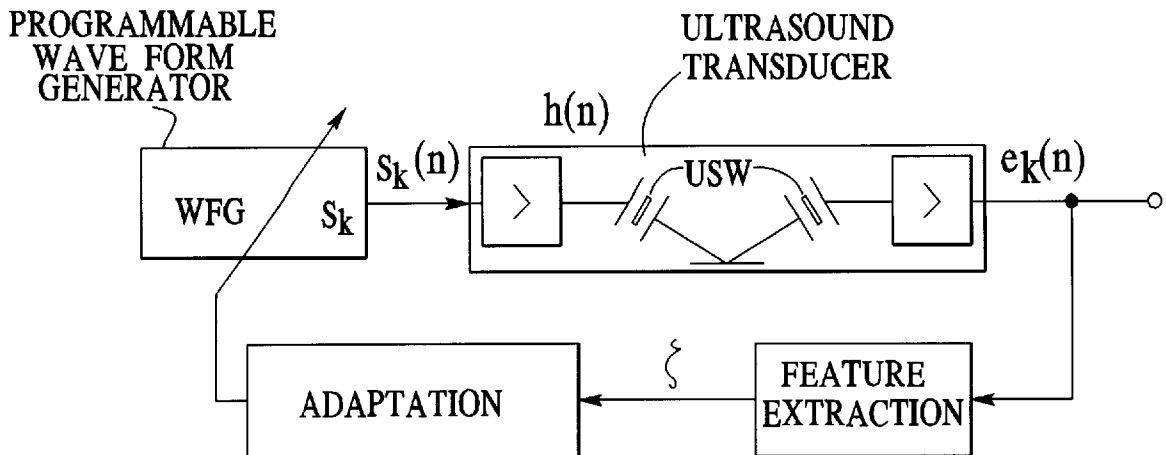 PROGRAMMABLE
WAVE FORM
GENERATOR
ULTRASOUND
TRANSDUCER
h(n)
WFG
Sk
Sk(n)
>
USW
>
ek(n)
ADAPTATION
ζ
FEATURE
EXTRACTION